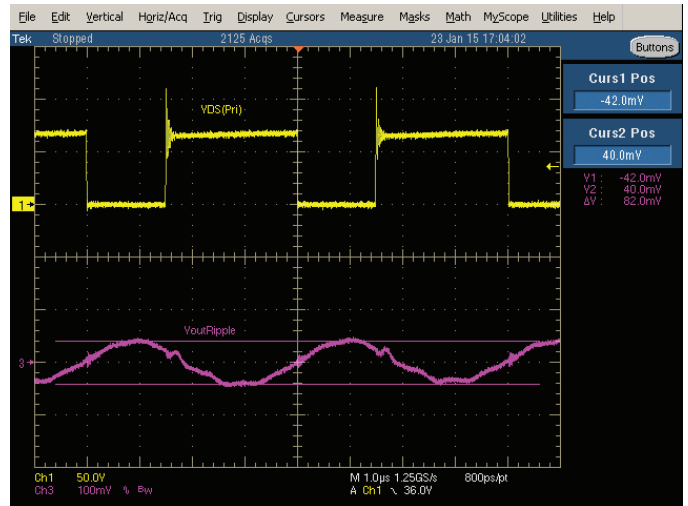 File Edit Vertical Horiz/Acq Trig Display Cursors Measure Masks Math MyScope Utilities Help
Tek Stopped 2125 Acqs 23 Jan 15 17:04:02
Buttons
Curs1 Pos
-42.0mV
Curs2 Pos
40.0mV
V1 : -42.0mV
V2 : 40.0mV
ΔV : 82.0mV
VDS(Pri)
1
VoutRipple
3
Ch1 50.0V M 1.0µs 1.25GS/s 800ps/pt
Ch3 100mV ∿ Bw A Ch1 ∖ 36.0V